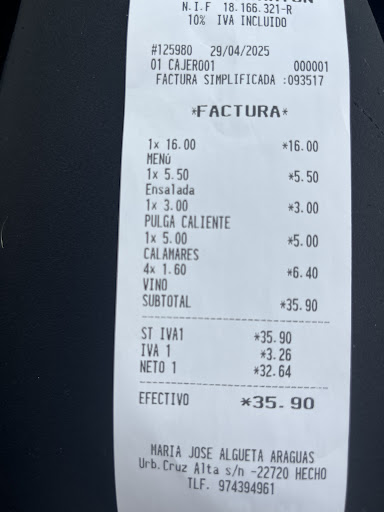 N.I.F 18.166.321-R
10% IVA INCLUIDO
#125980 29/04/2025
01 CAJERO01 000001
FACTURA SIMPLIFICADA :093517
*FACTURA*
1x 16.00 *16.00
MENÚ
1x 5.50 *5.50
Ensalada
1x 3.00 *3.00
PULGA CALIENTE
1x 5.00 *5.00
CALAMARES
4x 1.60 *6.40
VINO
SUBTOTAL *35.90
ST IVA1 *35.90
IVA 1 *3.26
NETO 1 *32.64
EFECTIVO *35.90
MARIA JOSE ALGUETA ARAGUAS
Urb.Cruz Alta s/n -22720 HECHO
TLF. 974394961